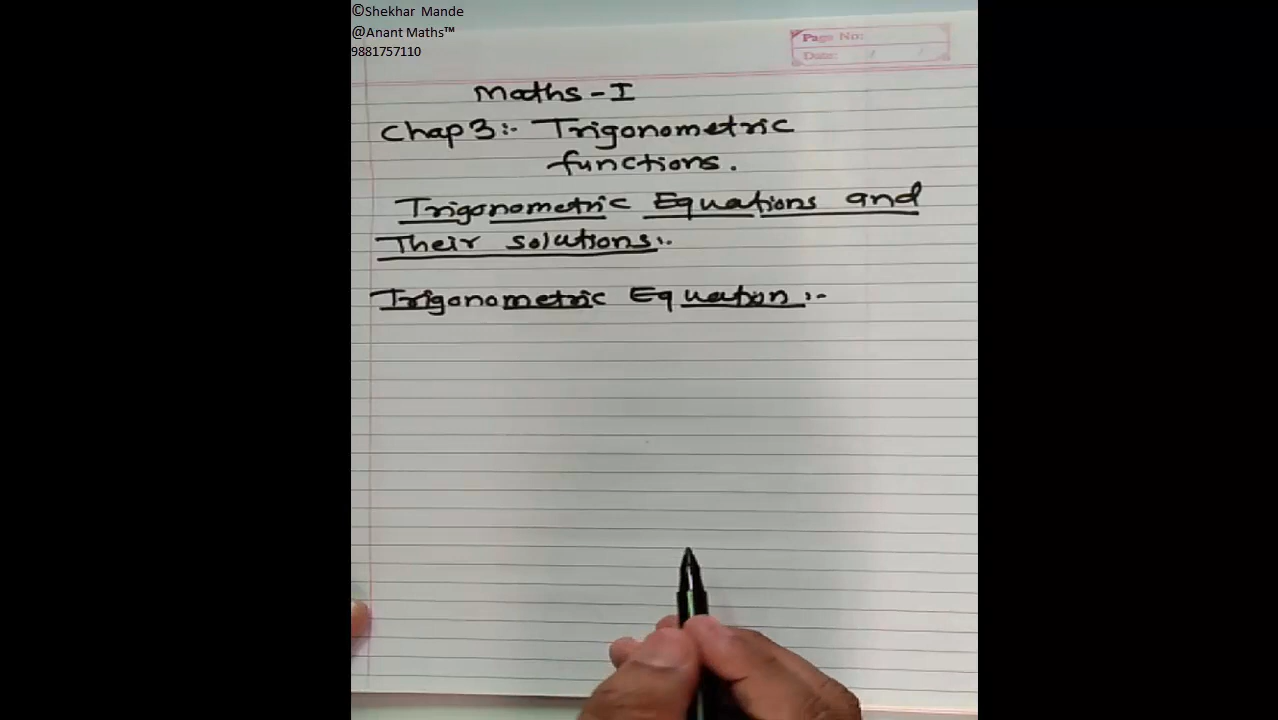 ©Shekhar Mande
@Anant Maths™
9881757110
Page No:
Date: / /
Maths - I
Chap 3:- Trigonometric
functions.
Trigonometric Equations and
Their solutions:.
Trigonometric Equation :-